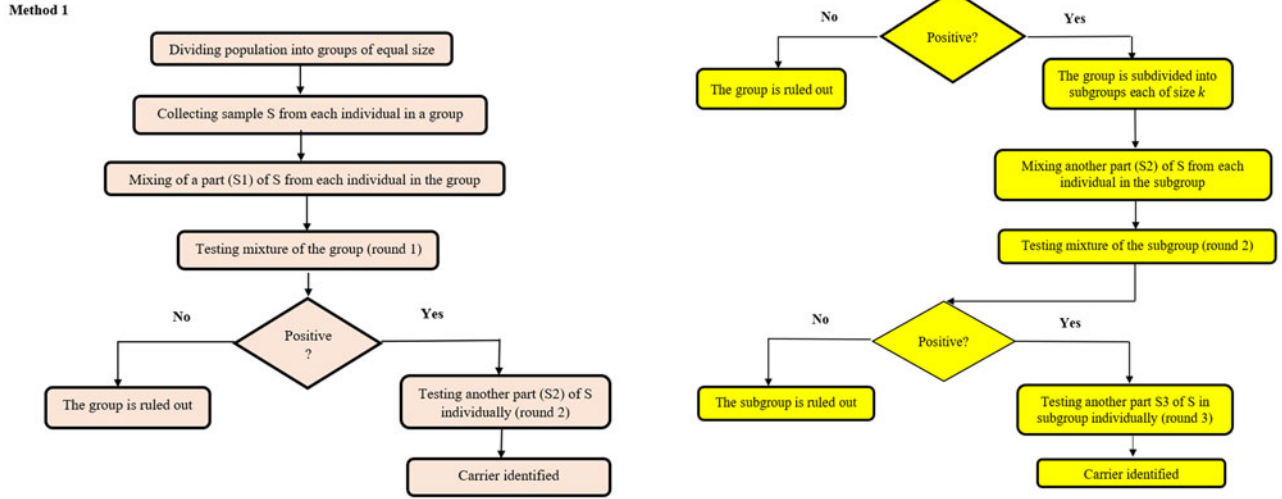 Method 1
Dividing population into groups of equal size
Collecting sample S from each individual in a group
Mixing of a part (S1) of S from each individual in the group
Testing mixture of the group (round 1)
Positive
?
No
Yes
The group is ruled out
Testing another part (S2) of S
individually (round 2)
Carrier identified
Positive?
No
Yes
The group is ruled out
The group is subdivided into
subgroups each of size k
Mixing another part (S2) of S from each
individual in the subgroup
Testing mixture of the subgroup (round 2)
Positive?
No
Yes
The subgroup is ruled out
Testing another part S3 of S in
subgroup individually (round 3)
Carrier identified